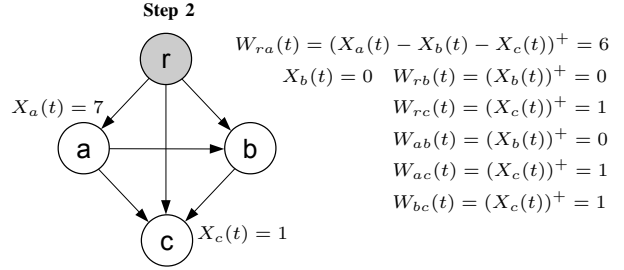 Step 2
r
W_{ra}(t) = (X_a(t) − X_b(t) − X_c(t))^+ = 6
X_b(t) = 0 W_{rb}(t) = (X_b(t))^+ = 0
W_{rc}(t) = (X_c(t))^+ = 1
X_a(t) = 7
W_{ab}(t) = (X_b(t))^+ = 0
a
b
W_{ac}(t) = (X_c(t))^+ = 1
W_{bc}(t) = (X_c(t))^+ = 1
c
X_c(t) = 1